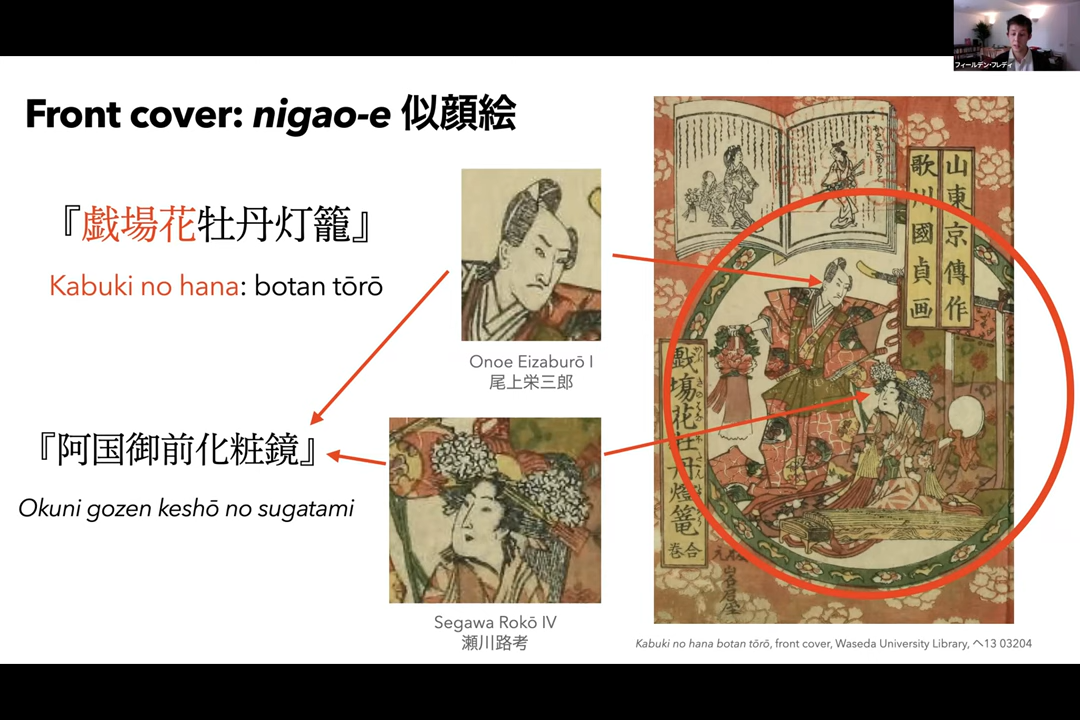 フィールデン・フレディ
Front cover: nigao-e 似顔絵
『戯場花牡丹灯籠』
Kabuki no hana: botan tōrō
Onoe Eizaburō I
尾上栄三郎
『阿国御前化粧鏡』
Okuni gozen keshō no sugatami
Segawa Rokō IV
瀬川路考
山東京傳作
歌川國貞画
戯場花牡丹燈篭
合巻
Kabuki no hana botan tōrō, front cover, Waseda University Library, ヘ13 03204